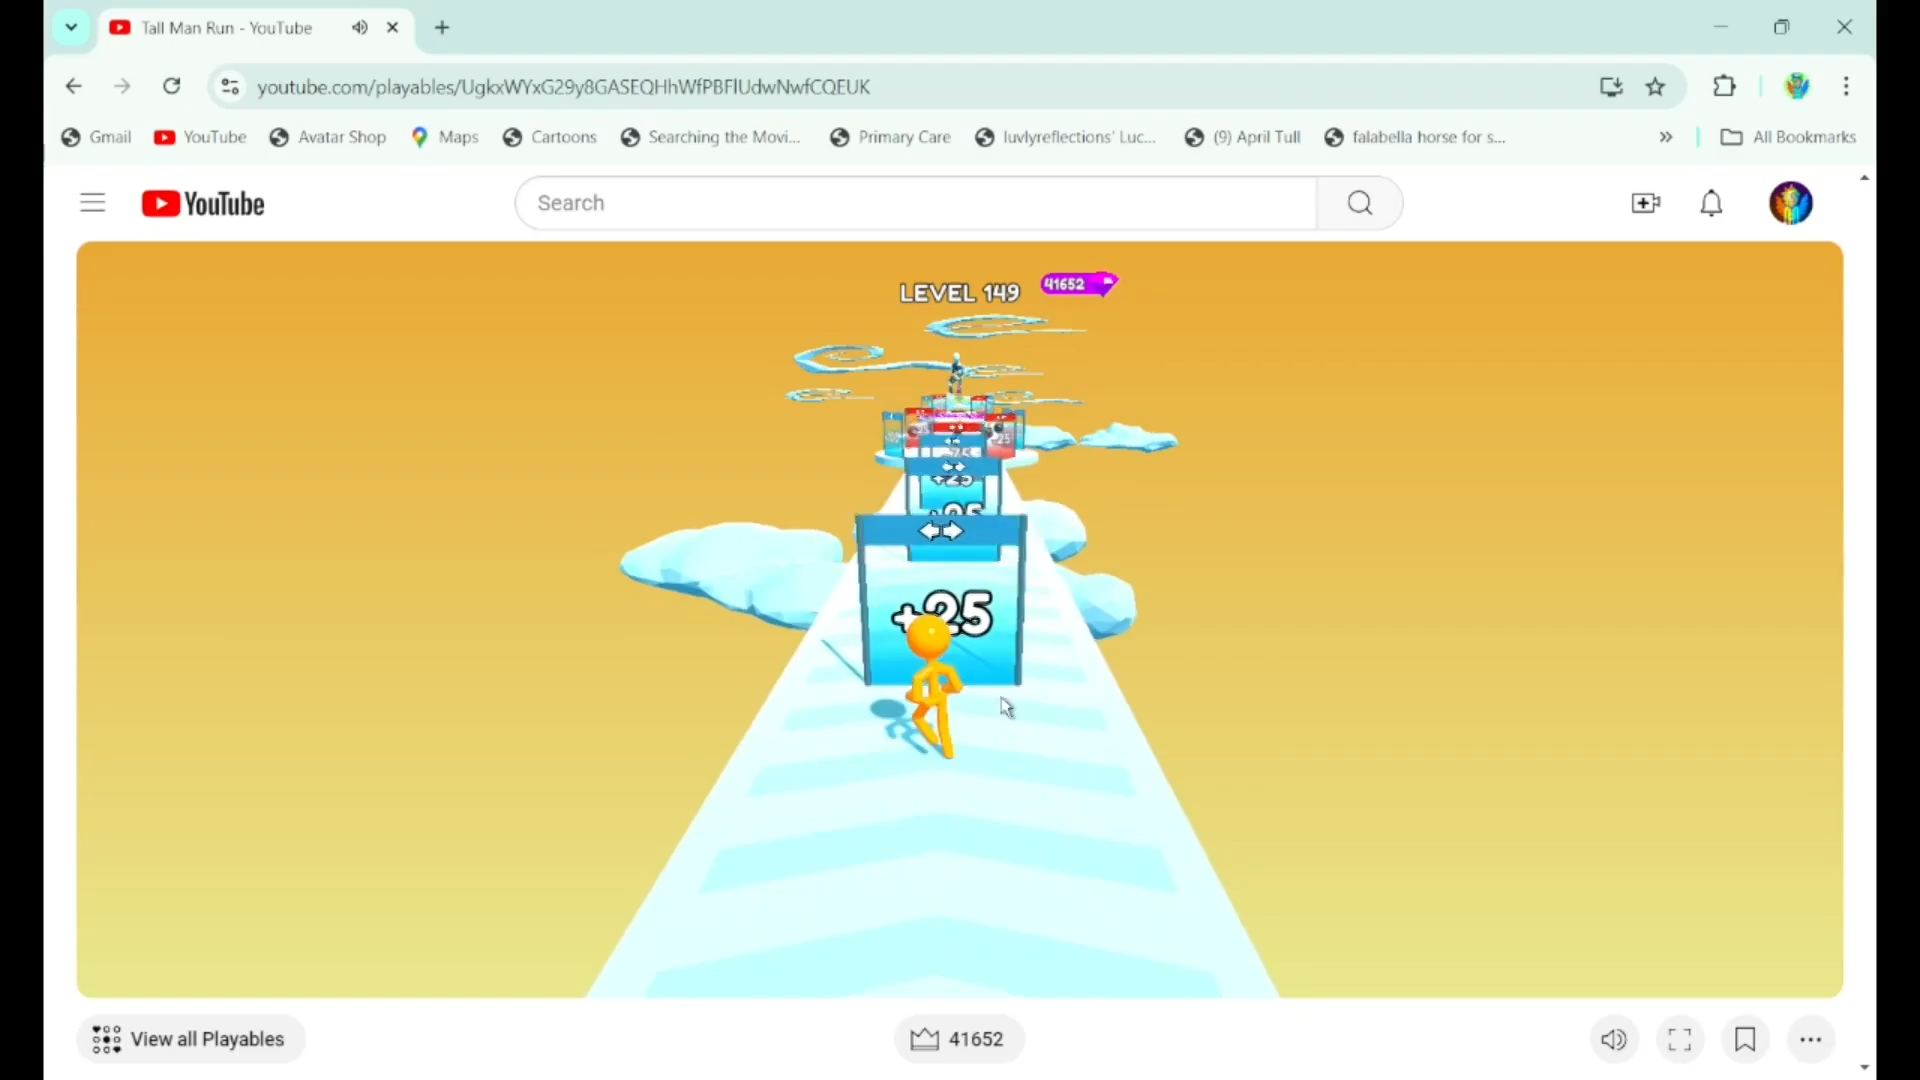 Tall Man Run - YouTube
youtube.com/playables/UgkxWYxG29y8GASEQHhWfPBFlUdwNwfCQEUK
Gmail
YouTube
Avatar Shop
Maps
Cartoons
Searching the Movi...
Primary Care
luvlyreflections' Luc...
(9) April Tull
falabella horse for s...
All Bookmarks
YouTube
Search
LEVEL 149
41652
+25
+25
View all Playables
41652